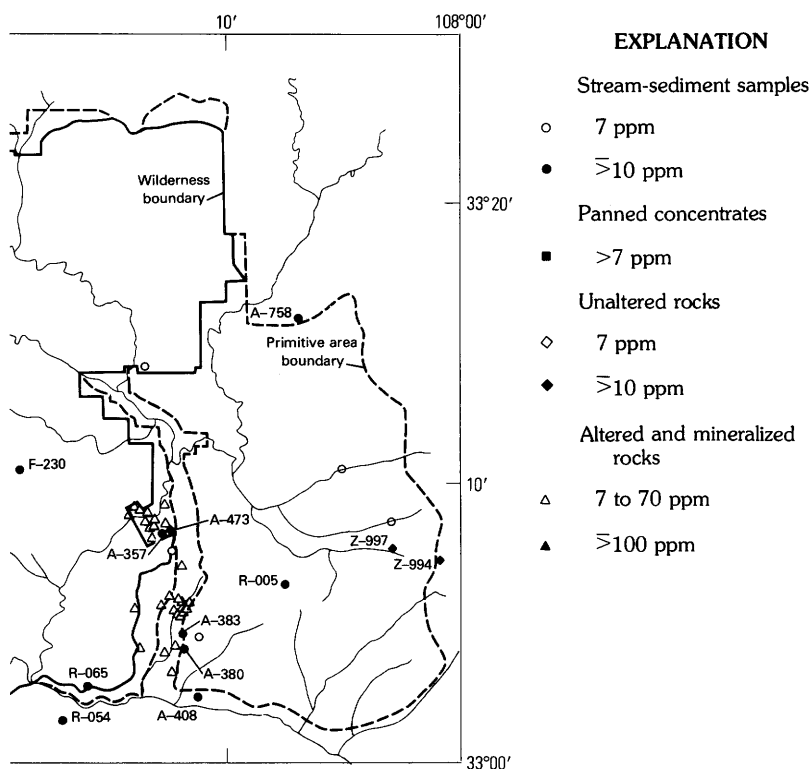 10'
108°00'
EXPLANATION
Stream-sediment samples
7 ppm
⩾10 ppm
Panned concentrates
>7 ppm
Unaltered rocks
7 ppm
⩾10 ppm
Altered and mineralized
rocks
7 to 70 ppm
⩾100 ppm
Wilderness
boundary
33°20'
A–758
Primitive area
boundary
F–230
10'
A–473
A–357
Z–997
Z–994
R–005
A–383
A–380
R–065
R–054
A–408
10'
33°00'